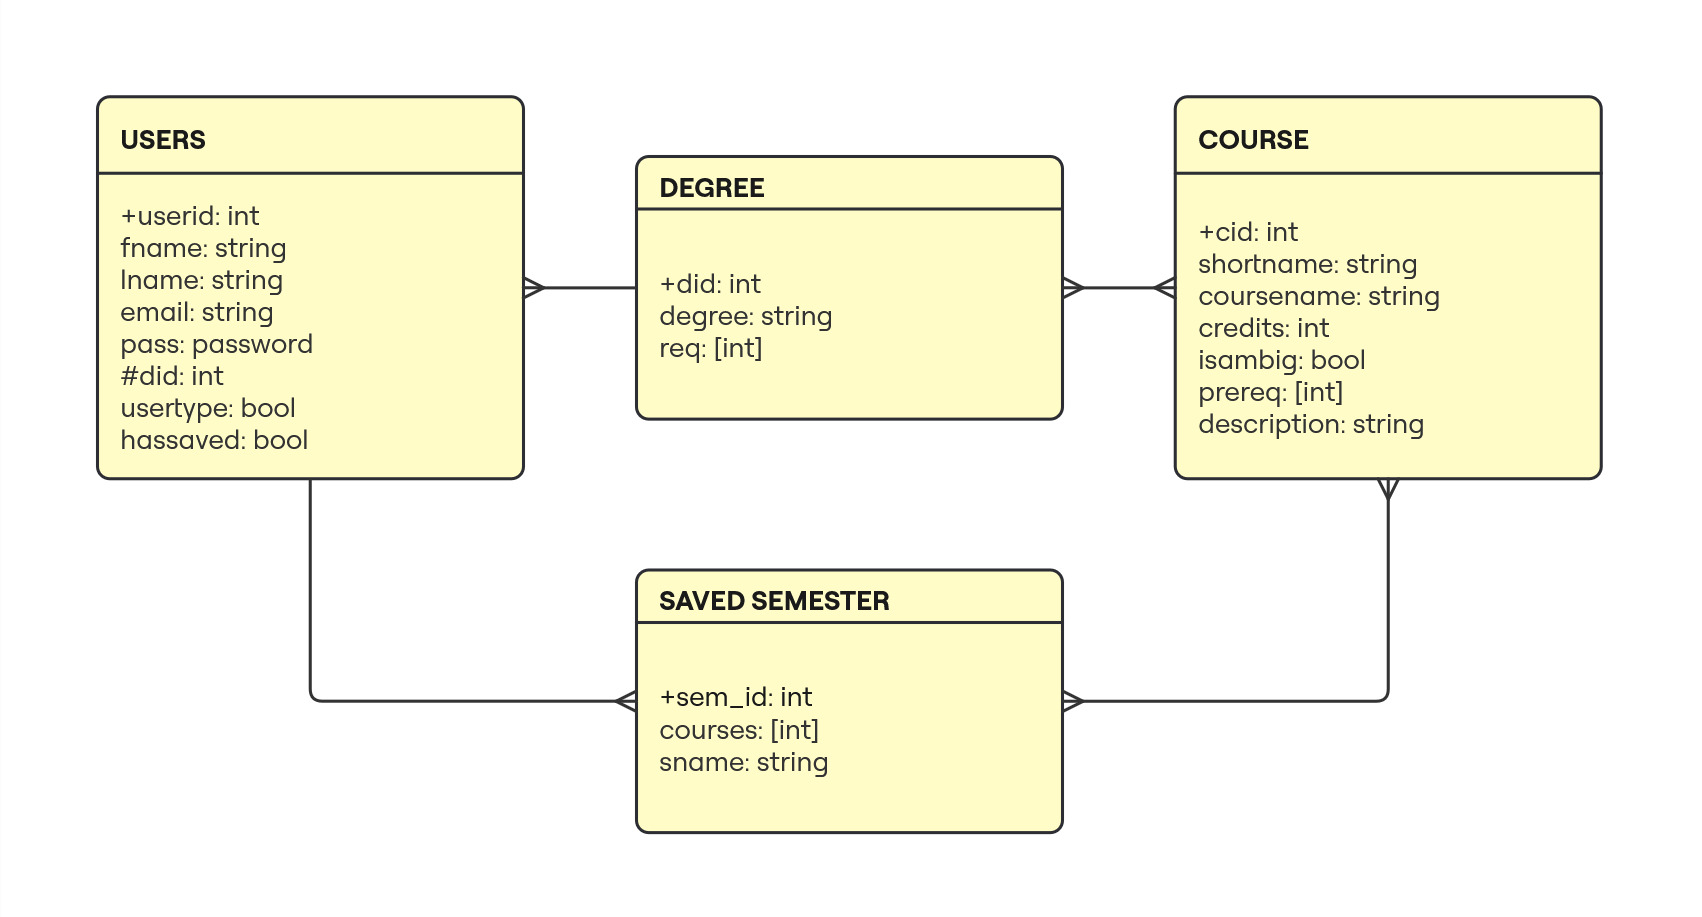 USERS
+userid: int
fname: string
lname: string
email: string
pass: password
#did: int
usertype: bool
hassaved: bool
DEGREE
+did: int
degree: string
req: [int]
COURSE
+cid: int
shortname: string
coursename: string
credits: int
isambig: bool
prereq: [int]
description: string
SAVED SEMESTER
+sem_id: int
courses: [int]
sname: string